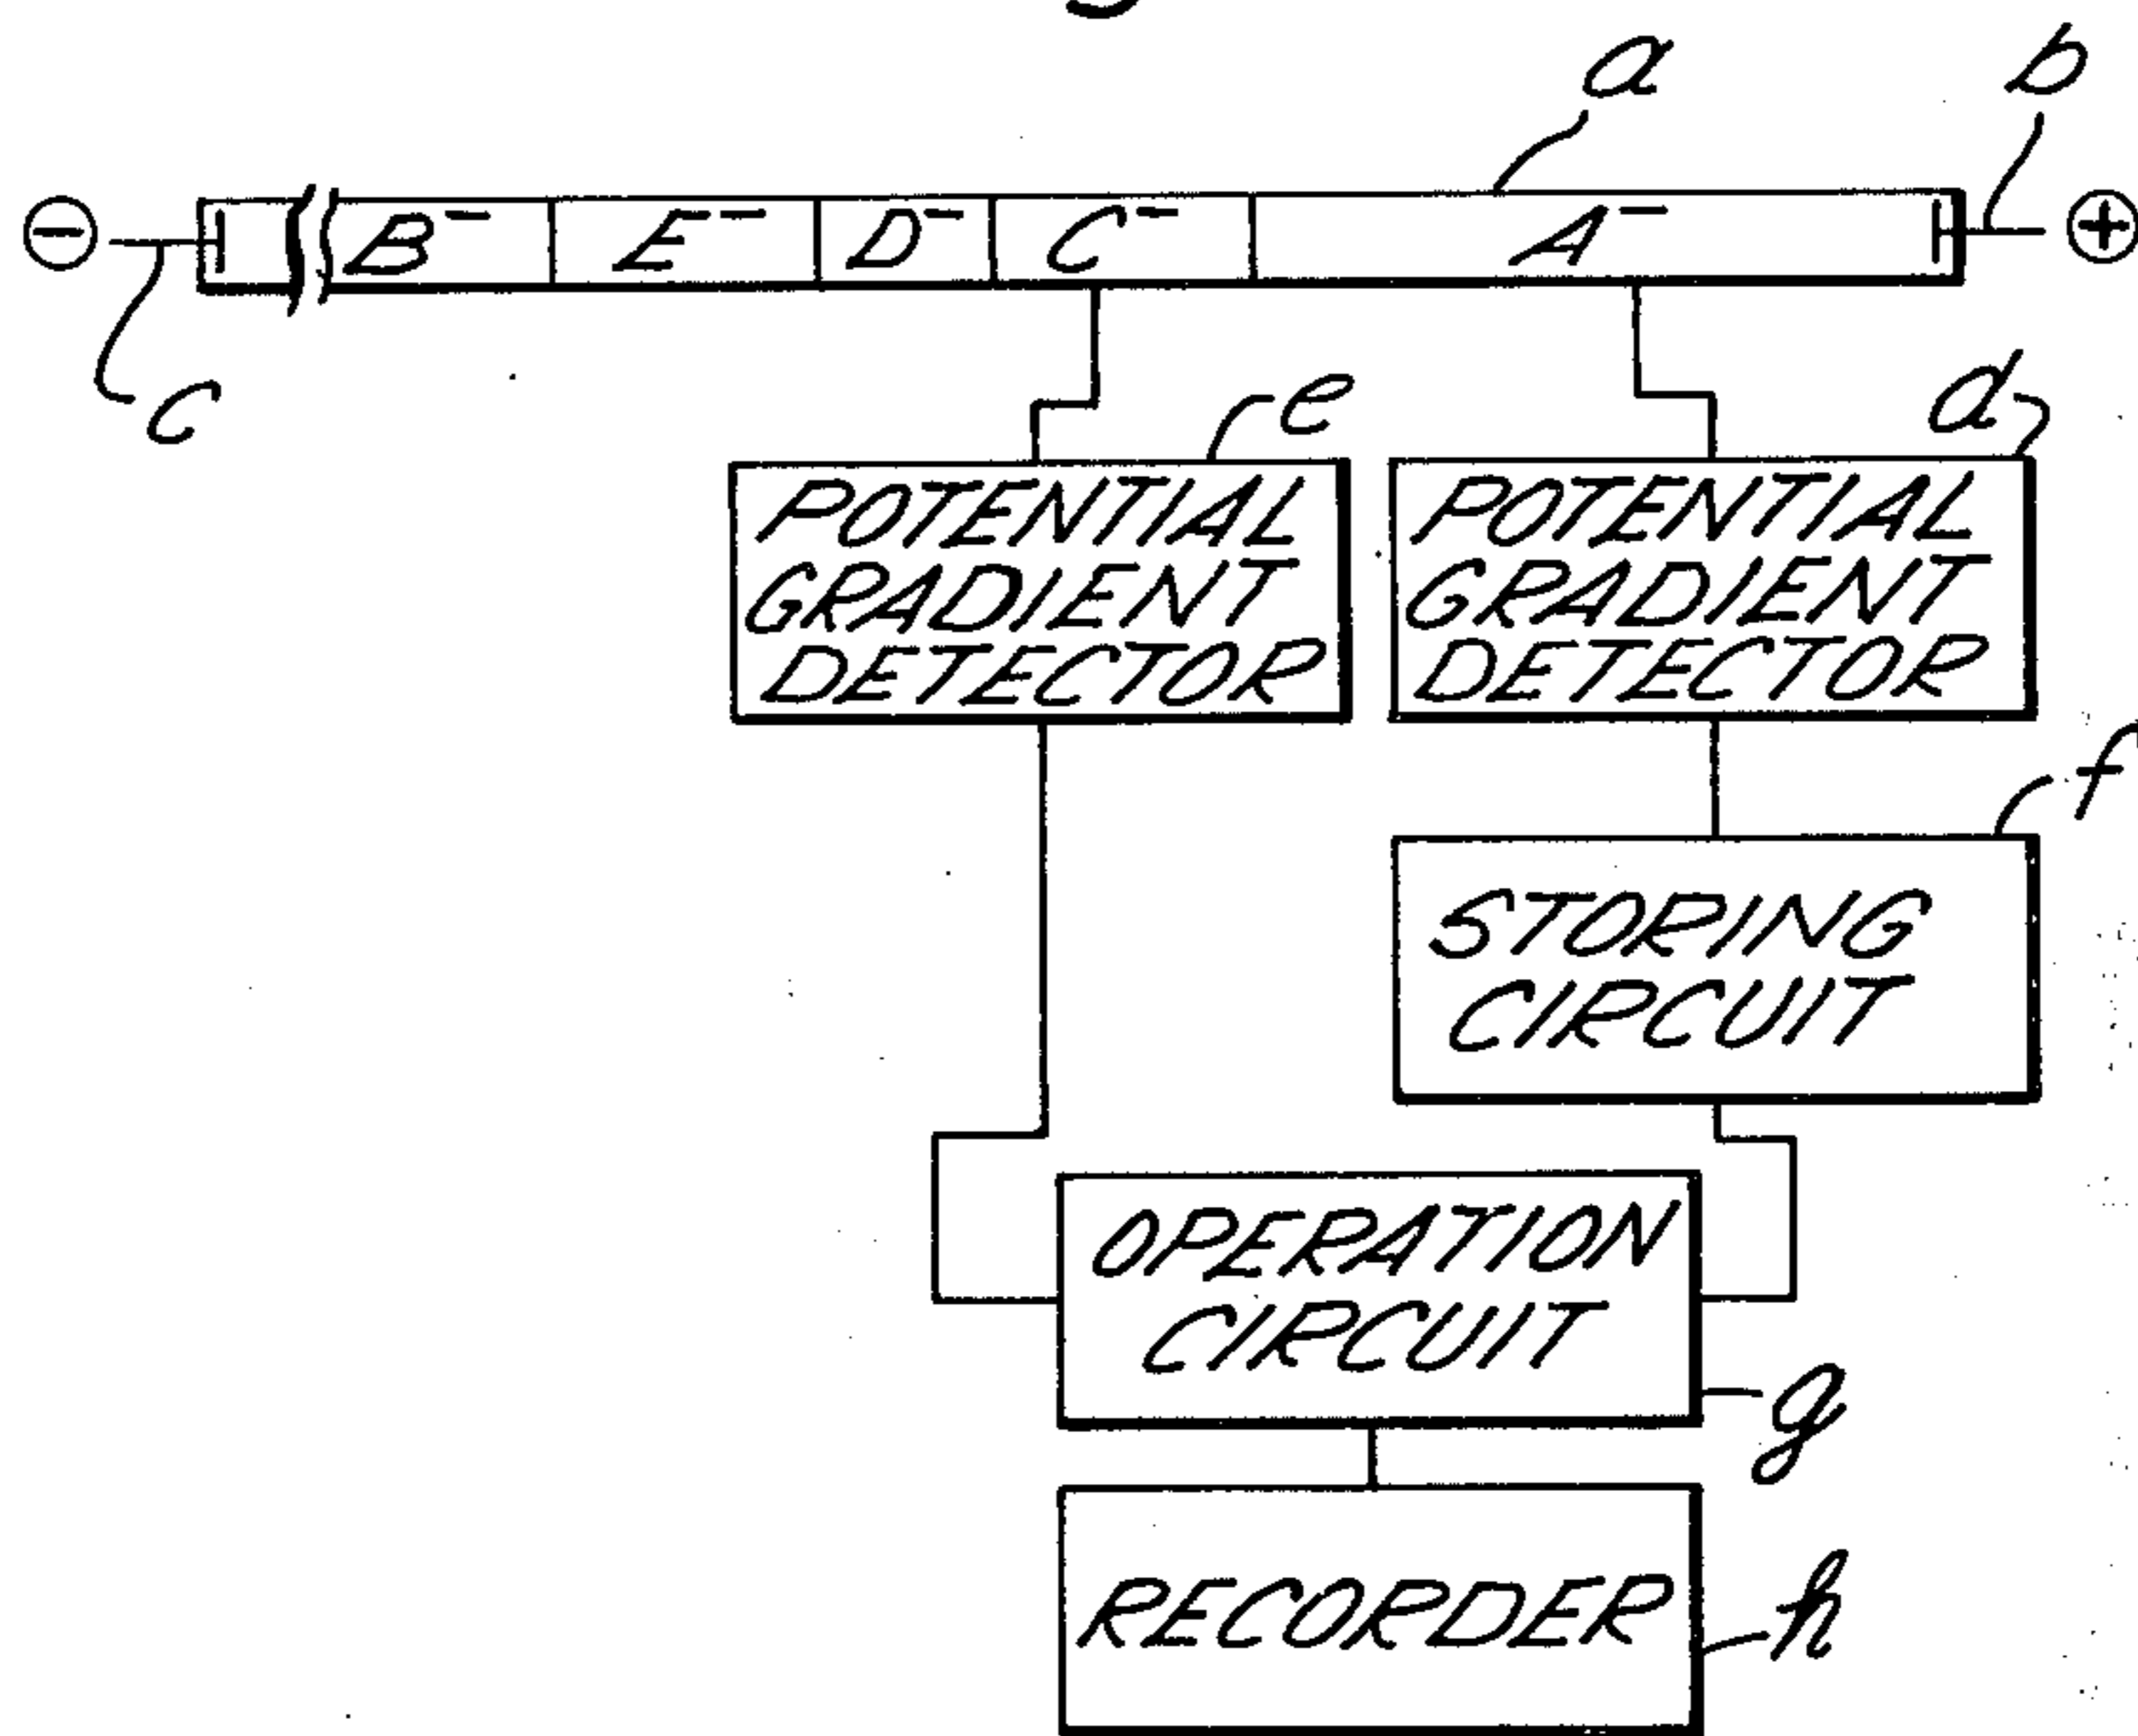 a b
⊖ B⁻ E⁻ D⁻ C⁻ A⁻ ⊕
c
e d
POTENTIAL
GRADIENT
DETECTOR
POTENTIAL
GRADIENT
DETECTOR
f
STORING
CIRCUIT
OPERATION
CIRCUIT
g
RECORDER
h